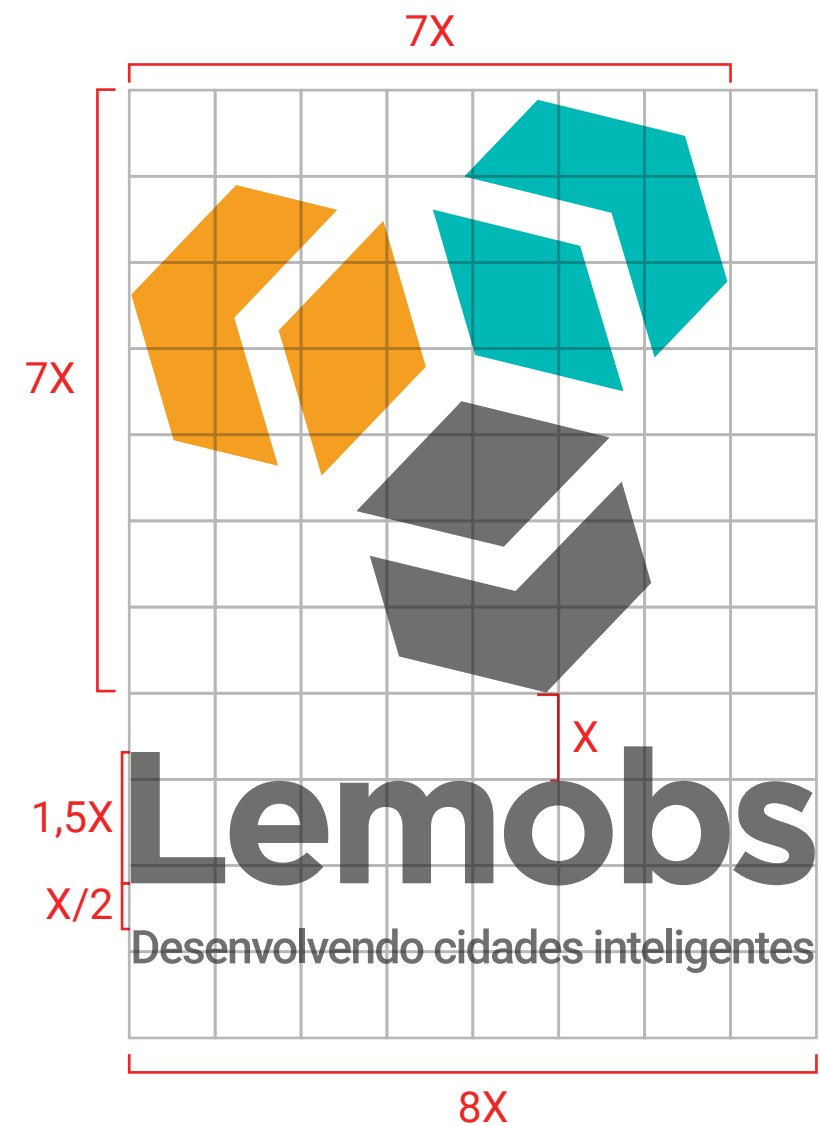 7X
7X
X
Lemobs
1,5X
X/2
Desenvolvendo cidades inteligentes
8X